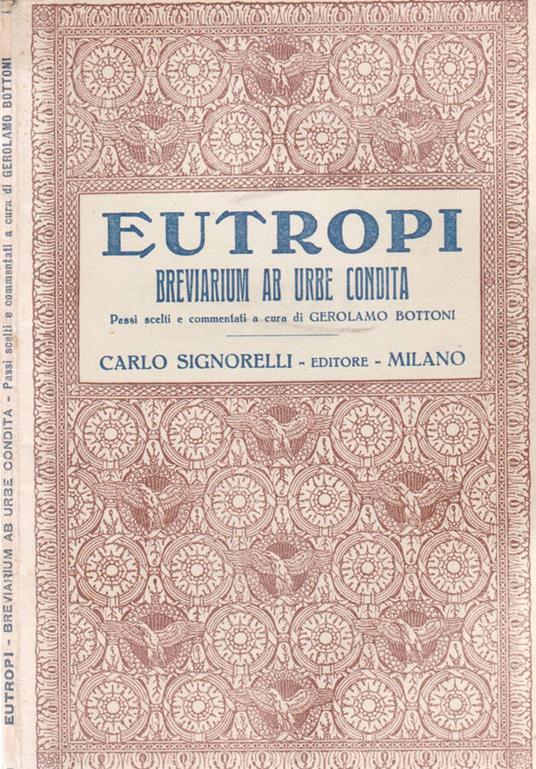 EUTROPI
BREVIARIUM AB URBE CONDITA
Passi scelti e commentati a cura di GEROLAMO BOTTONI
CARLO SIGNORELLI - EDITORE - MILANO
EUTROPI - BREVIARIUM AB URBE CONDITA - Passi scelti e commentati a cura di GEROLAMO BOTTONI